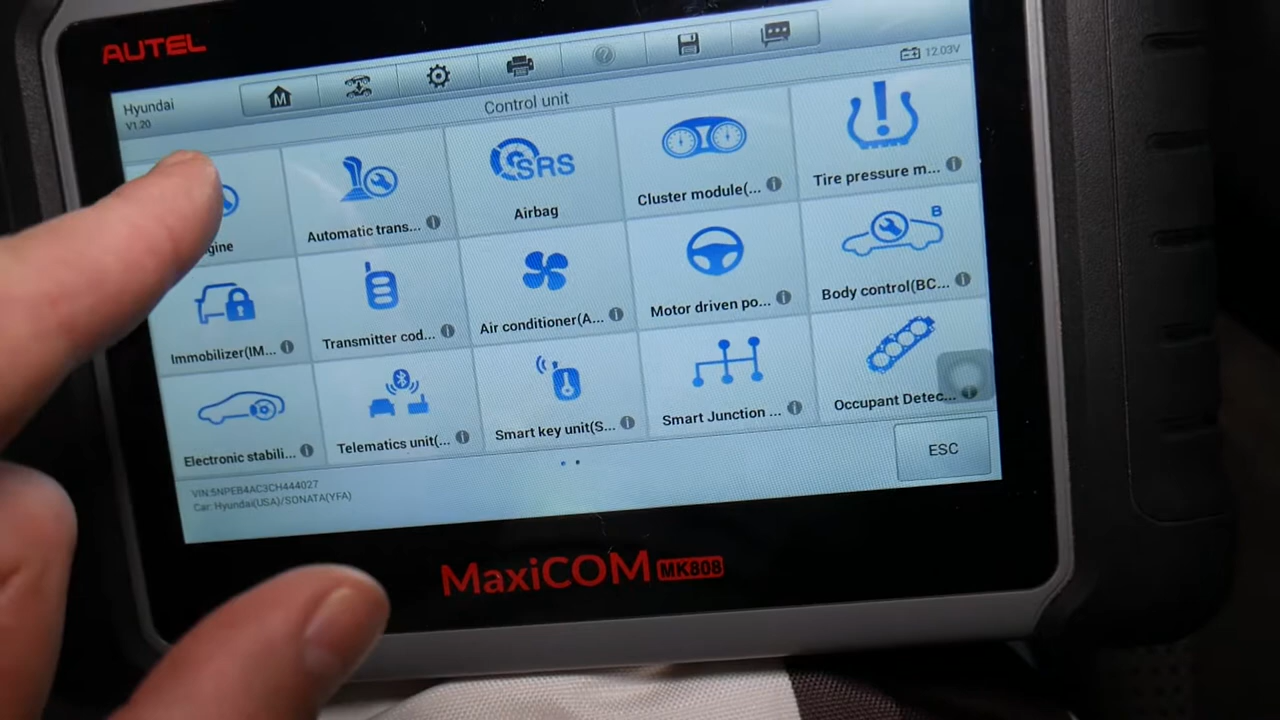 AUTEL
Hyundai
V1.20
M
12.03V
Control unit
gine
Automatic trans...
SRS
Airbag
Cluster module(...
Tire pressure m...
Immobilizer(IM...
Transmitter cod...
Air conditioner(A...
Motor driven po...
B
Body control(BC...
Electronic stabili...
Telematics unit(...
Smart key unit(S...
Smart Junction ...
Occupant Detec...
ESC
VIN:5NPEB4AC3CH444027
Car: Hyundai(USA)/SONATA(YFA)
MaxiCOM MK808